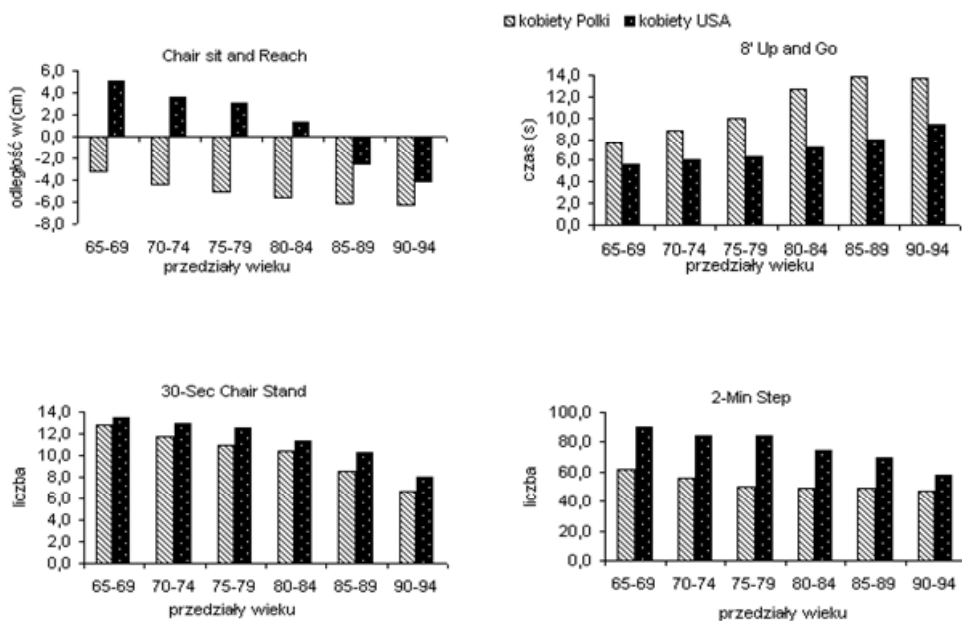 kobiety Polki kobiety USA
Chair sit and Reach
odległość w(cm)
6,0
4,0
2,0
0,0
-2,0
-4,0
-6,0
-8,0
65-69 70-74 75-79 80-84 85-89 90-94
przedziały wieku
8' Up and Go
czas (s)
14,0
12,0
10,0
8,0
6,0
4,0
2,0
0,0
65-69 70-74 75-79 80-84 85-89 90-94
przedziały wieku
30-Sec Chair Stand
liczba
14,0
12,0
10,0
8,0
6,0
4,0
2,0
0,0
65-69 70-74 75-79 80-84 85-89 90-94
przedziały wieku
2-Min Step
liczba
100,0
80,0
60,0
40,0
20,0
0,0
65-69 70-74 75-79 80-84 85-89 90-94
przedziały wieku